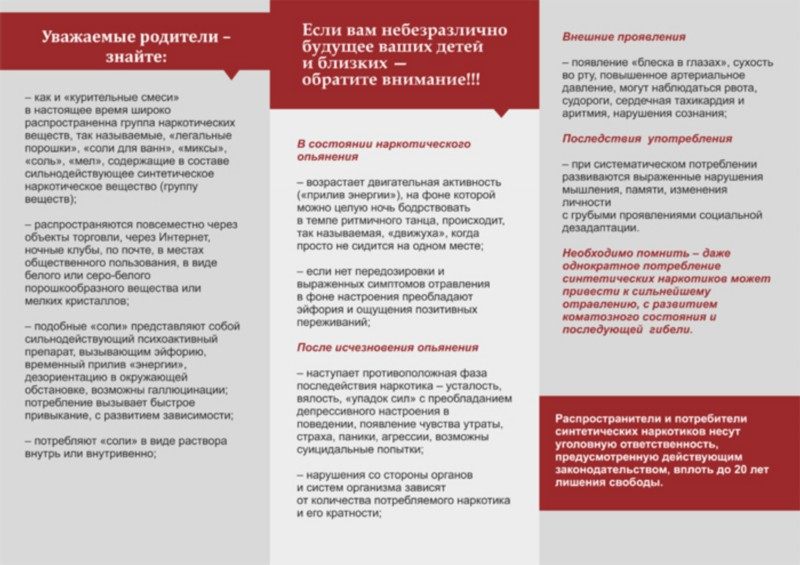 Уважаемые родители –
знайте:
– как и «курительные смеси»
в настоящее время широко
распространенна группа наркотических
веществ, так называемые, «легальные
порошки», «соли для ванн», «миксы»,
«соль», «мел», содержащие в составе
сильнодействующее синтетическое
наркотическое вещество (группу
веществ);
– распространяются повсеместно через
объекты торговли, через Интернет,
ночные клубы, по почте, в местах
общественного пользования, в виде
белого или серо-белого
порошкообразного вещества или
мелких кристаллов;
– подобные «соли» представляют собой
сильнодействующий психоактивный
препарат, вызывающим эйфорию,
временный прилив «энергии»,
дезориентацию в окружающей
обстановке, возможны галлюцинации;
потребление вызывает быстрое
привыкание, с развитием зависимости;
– потребляют «соли» в виде раствора
внутрь или внутривенно;
Если вам небезразлично
будущее ваших детей
и близких —
обратите внимание!!!
В состоянии наркотического
опьянения
– возрастает двигательная активность
(«прилив энергии»), на фоне которой
можно целую ночь бодрствовать
в темпе ритмичного танца, происходит,
так называемая, «движуха», когда
просто не сидится на одном месте;
– если нет передозировки и
выраженных симптомов отравления
в фоне настроения преобладают
эйфория и ощущения позитивных
переживаний;
После исчезновения опьянения
– наступает противоположная фаза
последействия наркотика – усталость,
вялость, «упадок сил» с преобладанием
депрессивного настроения в
поведении, появление чувства утраты,
страха, паники, агрессии, возможны
суицидальные попытки;
– нарушения со стороны органов
и систем организма зависят
от количества потребляемого наркотика
и его кратности;
Внешние проявления
– появление «блеска в глазах», сухость
во рту, повышенное артериальное
давление, могут наблюдаться рвота,
судороги, сердечная тахикардия и
аритмия, нарушения сознания;
Последствия употребления
– при систематическом потреблении
развиваются выраженные нарушения
мышления, памяти, изменения
личности
с грубыми проявлениями социальной
дезадаптации.
Необходимо помнить – даже
однократное потребление
синтетических наркотиков может
привести к сильнейшему
отравлению, с развитием
коматозного состояния и
последующей гибели.
Распространители и потребители
синтетических наркотиков несут
уголовную ответственность,
предусмотренную действующим
законодательством, вплоть до 20 лет
лишения свободы.